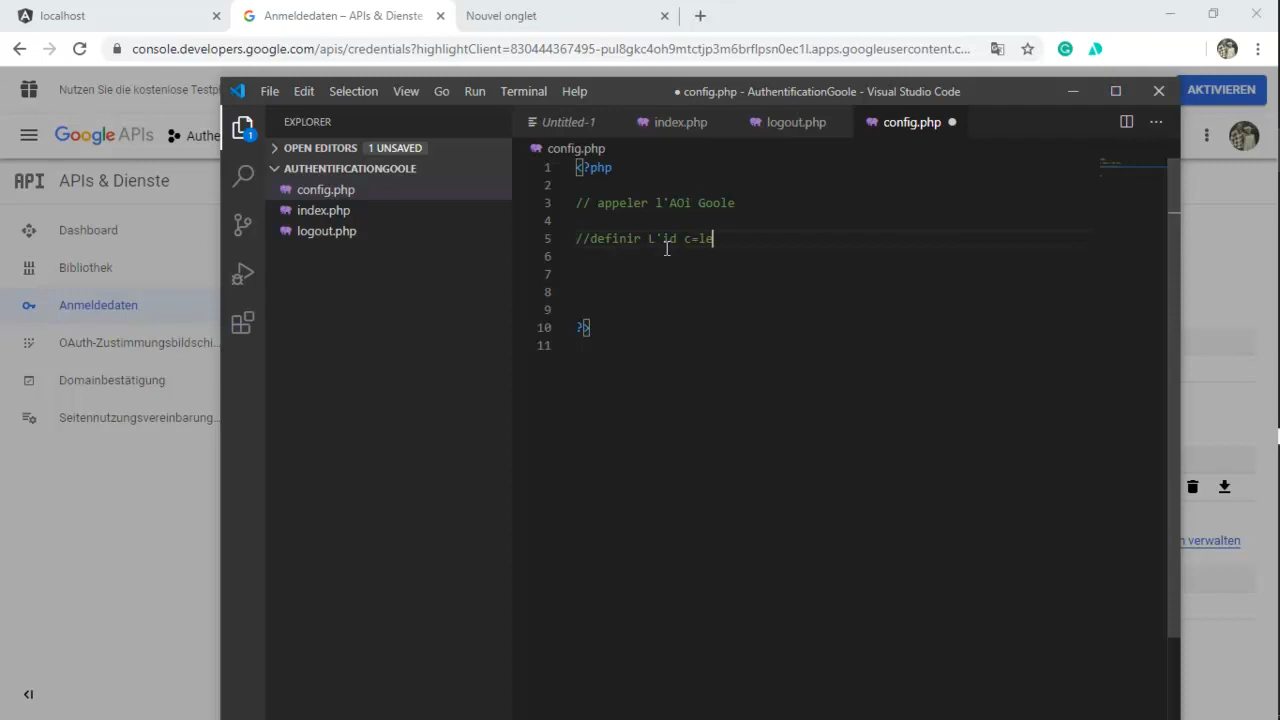 localhost
Anmeldedaten – APIs & Dienste
Nouvel onglet
console.developers.google.com/apis/credentials?highlightClient=830444367495-pul8gkc4oh9mtctjp3m6brflpsn0ec1l.apps.googleusercontent.c...
Nutzen Sie die kostenlose Testp
AKTIVIEREN
Google APIs
Authe
API APIs & Dienste
Dashboard
Bibliothek
Anmeldedaten
OAuth-Zustimmungsbildschi...
Domainbestätigung
Seitennutzungsvereinbarung...
File Edit Selection View Go Run Terminal Help
● config.php - AuthentificationGoole - Visual Studio Code
EXPLORER
OPEN EDITORS 1 UNSAVED
AUTHENTIFICATIONGOOLE
config.php
index.php
logout.php
1
Untitled-1
index.php
logout.php
config.php
config.php
1 <?php
2
3 // appeler l'AOi Goole
4
5 //definir L'id c=le
6
7
8
9
10 ?>
11
n verwalten